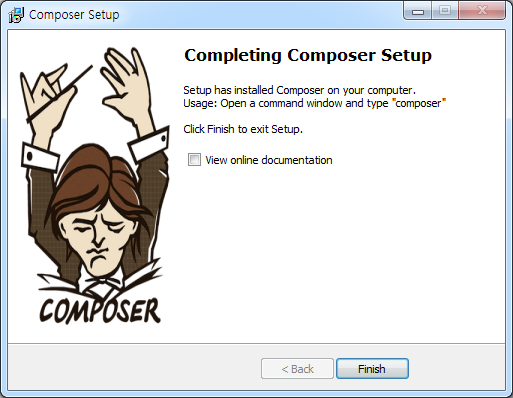 Composer Setup
Completing Composer Setup
Setup has installed Composer on your computer.
Usage: Open a command window and type "composer"
Click Finish to exit Setup.
View online documentation
COMPOSER
< Back
Finish